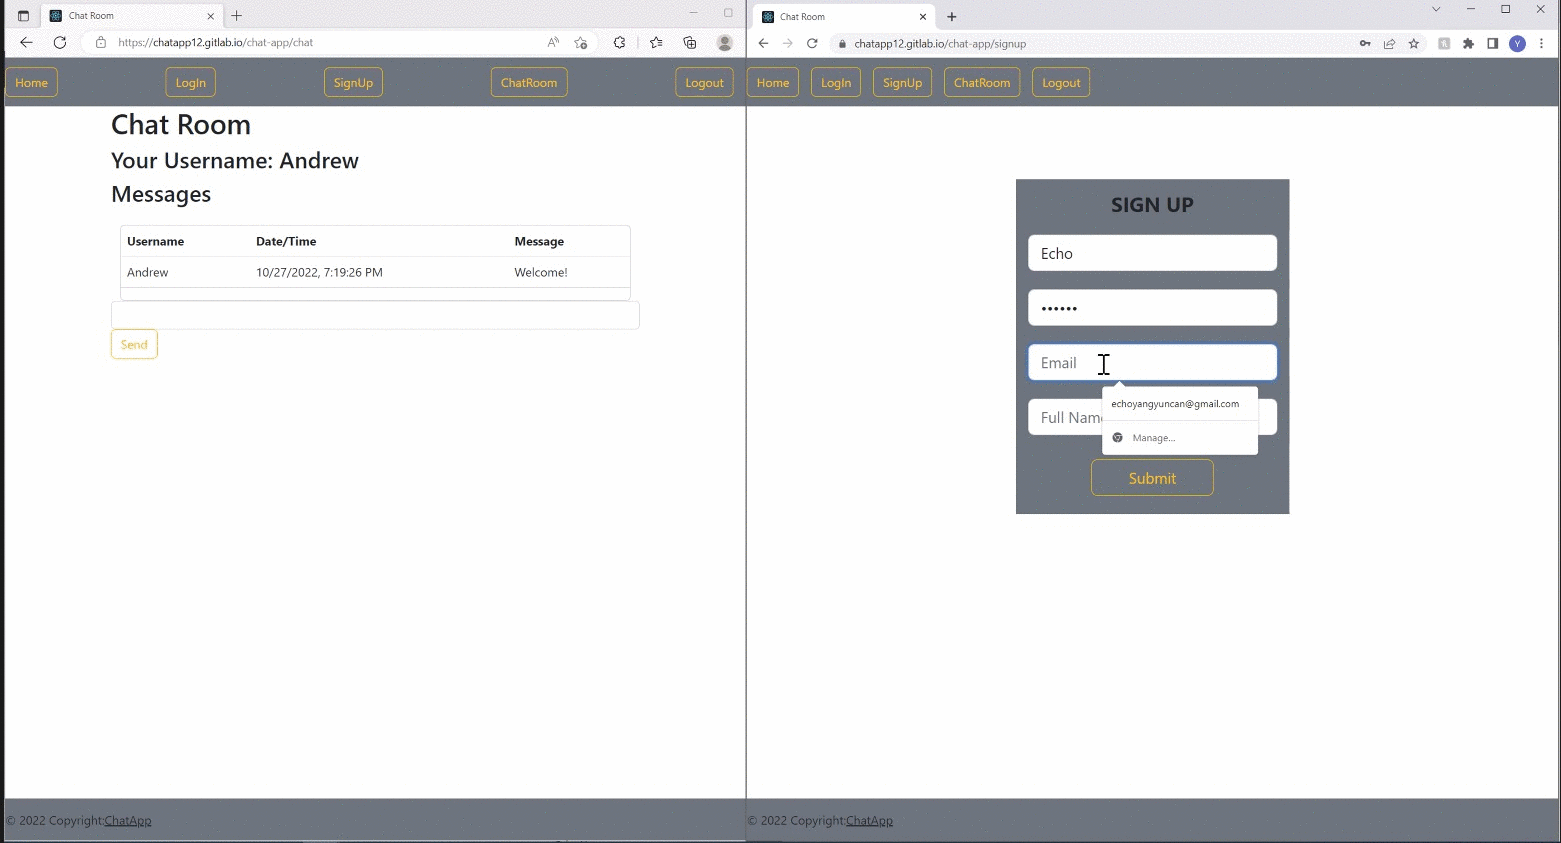 Chat Room
https://chatapp12.gitlab.io/chat-app/chat
Home LogIn SignUp ChatRoom Logout
Chat Room
Your Username: Andrew
Messages
Username Date/Time Message
Andrew 10/27/2022, 7:19:26 PM Welcome!
Send
© 2022 Copyright:ChatApp
Chat Room
chatapp12.gitlab.io/chat-app/signup
Y
Home LogIn SignUp ChatRoom Logout
SIGN UP
Echo
••••••
Email
echoyangyuncan@gmail.com
Full Nam
Manage...
Submit
© 2022 Copyright:ChatApp